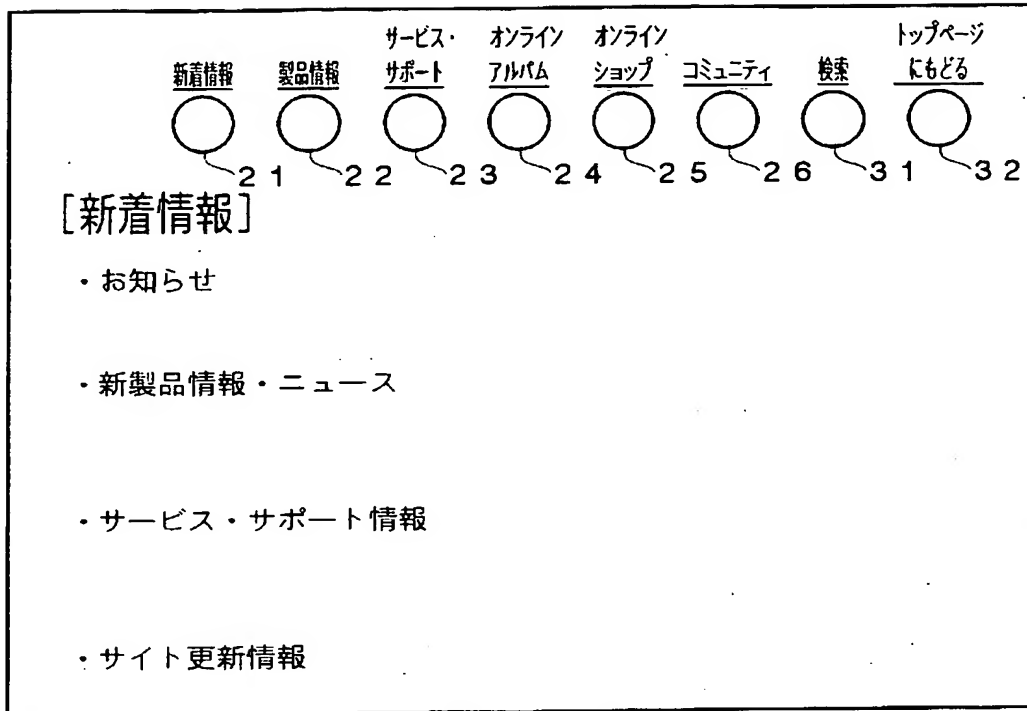 サービス・ オンライン オンライン トップページ
新着情報 製品情報 サポート アルバム ショップ コミュニティ 検索 にもどる
21 22 23 24 25 26 31 32
[新着情報]
・お知らせ
・新製品情報・ニュース
・サービス・サポート情報
・サイト更新情報